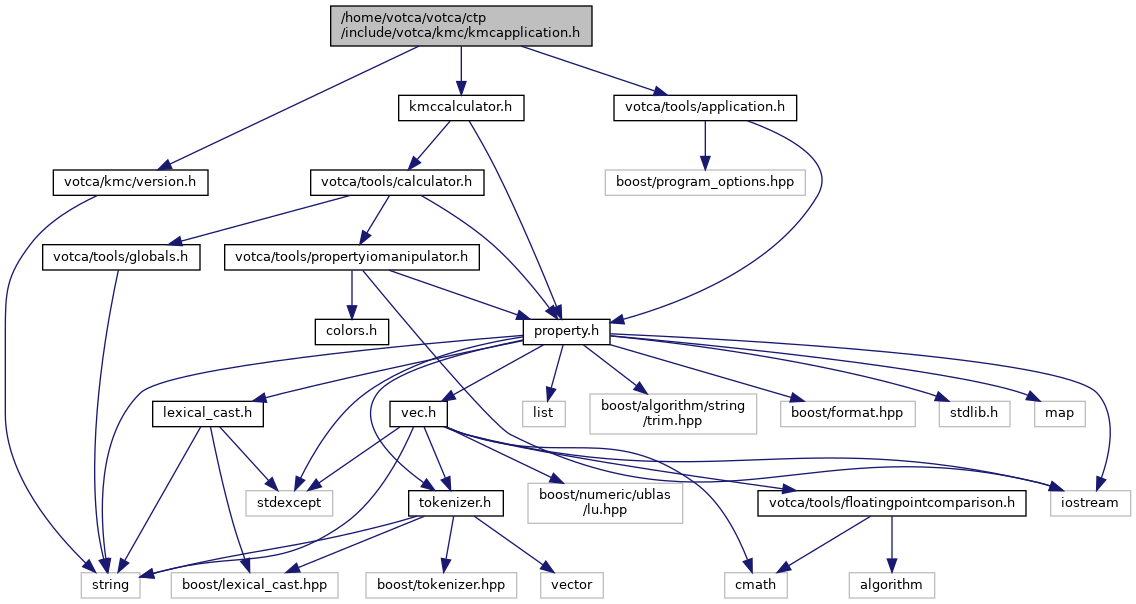 /home/votca/votca/ctp
/include/votca/kmc/kmcapplication.h
kmccalculator.h
votca/tools/application.h
votca/kmc/version.h
votca/tools/calculator.h
boost/program_options.hpp
votca/tools/globals.h
votca/tools/propertyiomanipulator.h
colors.h
property.h
lexical_cast.h
vec.h
list
boost/algorithm/string
/trim.hpp
boost/format.hpp
stdlib.h
map
stdexcept
tokenizer.h
boost/numeric/ublas
/lu.hpp
votca/tools/floatingpointcomparison.h
iostream
string
boost/lexical_cast.hpp
boost/tokenizer.hpp
vector
cmath
algorithm